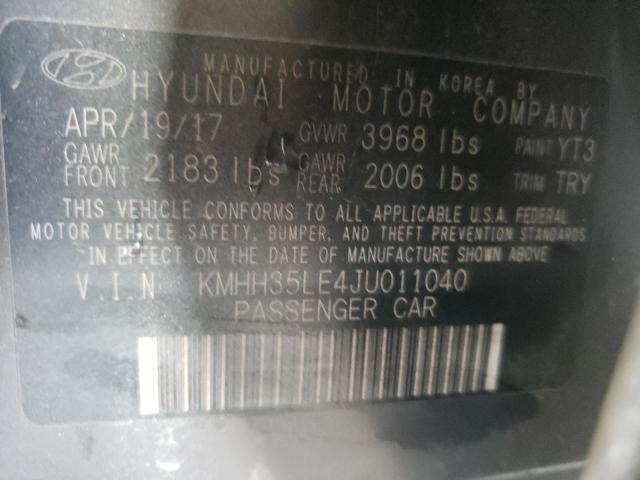 MANUFACTURED IN KOREA BY
HYUNDAI MOTOR COMPANY
APR/19/17 GVWR 3968 lbs PAINT YT3
GAWR FRONT 2183 lbs GAWR/REAR 2006 lbs TRIM TRY
THIS VEHICLE CONFORMS TO ALL APPLICABLE U.S.A. FEDERAL
MOTOR VEHICLE SAFETY, BUMPER, AND THEFT PREVENTION STANDARDS
IN EFFECT ON THE DATE OF MANUFACTURE SHOWN ABOVE
V.I.N KMHH35LE4JU011040
PASSENGER CAR